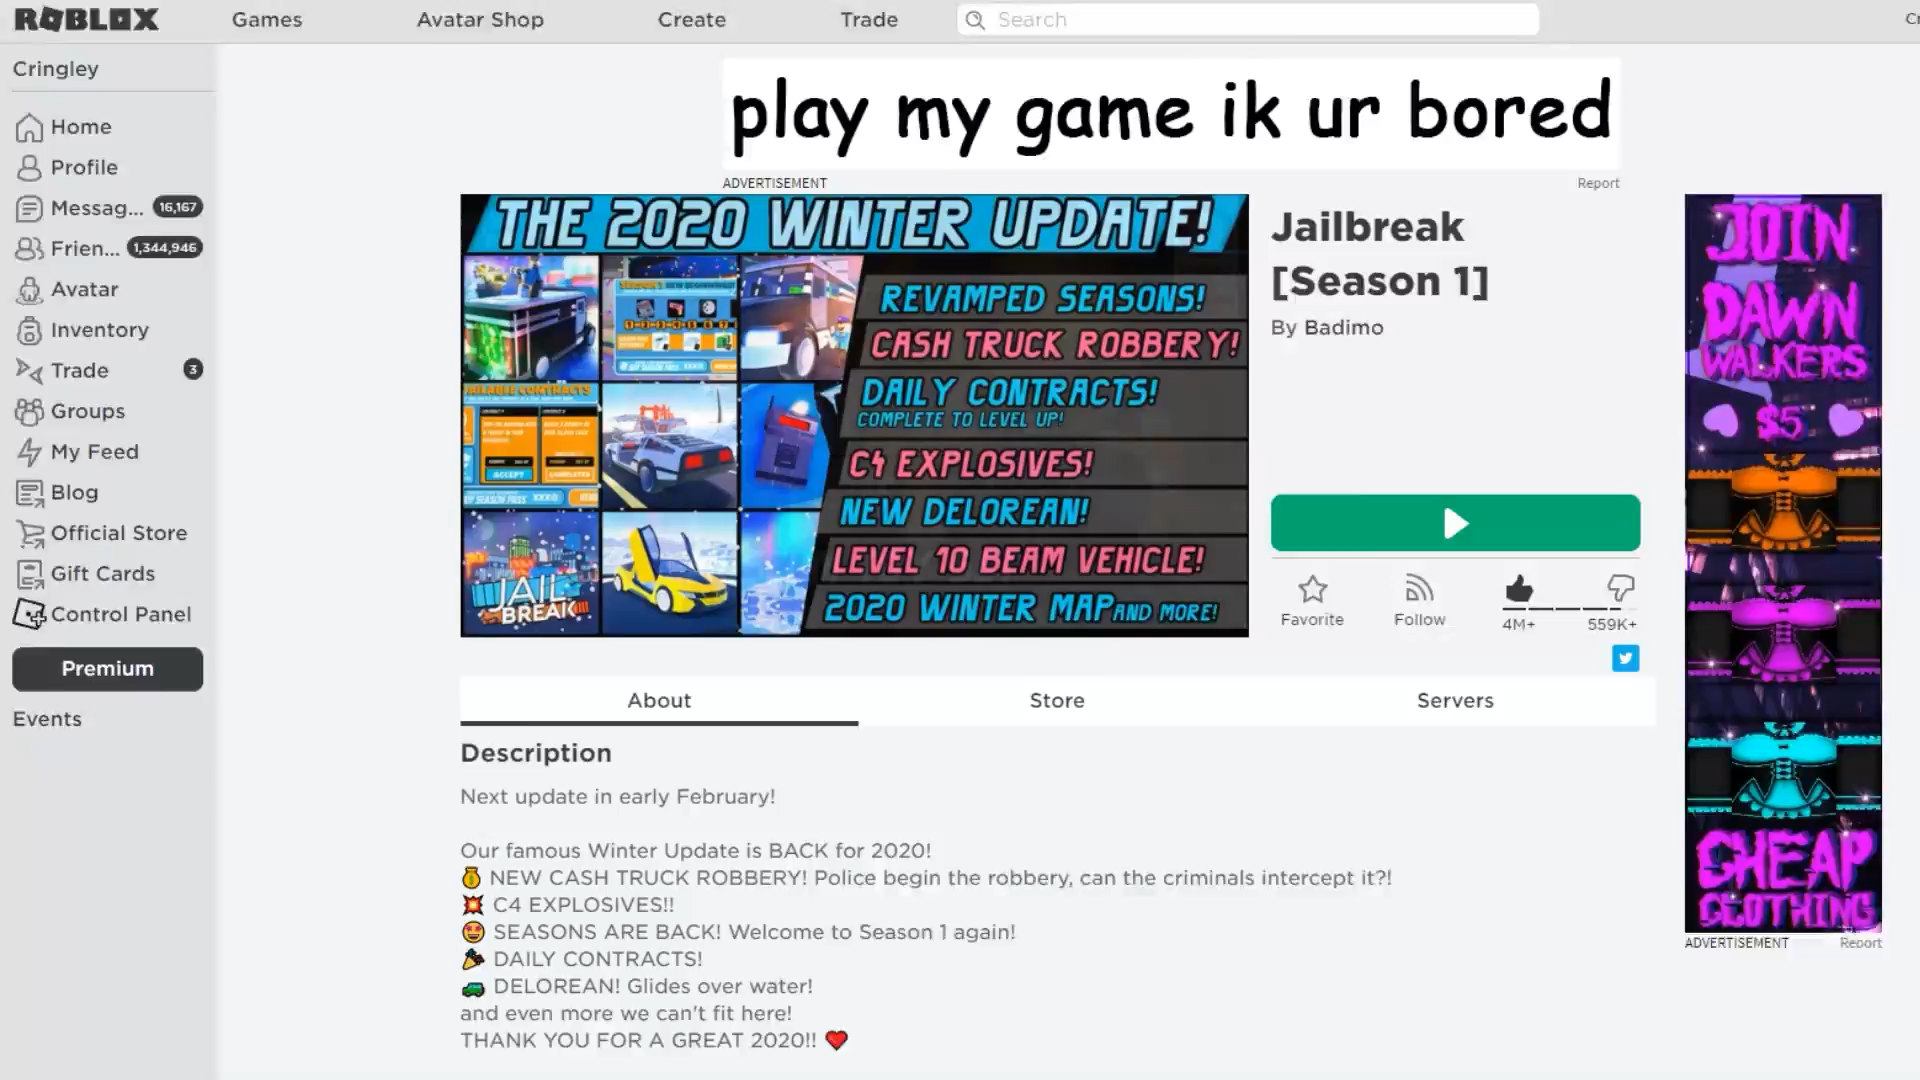 ROBLOX
Games
Avatar Shop
Create
Trade
Search
Cringley
Home
Profile
Messag... 16,167
Frien... 1,344,946
Avatar
Inventory
Trade 3
Groups
My Feed
Blog
Official Store
Gift Cards
Control Panel
Premium
Events
play my game ik ur bored
ADVERTISEMENT
Report
THE 2020 WINTER UPDATE!
REVAMPED SEASONS!
CASH TRUCK ROBBERY!
DAILY CONTRACTS!
COMPLETE TO LEVEL UP!
C4 EXPLOSIVES!
NEW DELOREAN!
LEVEL 10 BEAM VEHICLE!
2020 WINTER MAP AND MORE!
ACCEPT
JAIL
BREAK
Jailbreak
[Season 1]
By Badimo
Favorite
Follow
4M+
559K+
About
Store
Servers
Description
Next update in early February!
Our famous Winter Update is BACK for 2020!
💰 NEW CASH TRUCK ROBBERY! Police begin the robbery, can the criminals intercept it?!
💥 C4 EXPLOSIVES!!
🤩 SEASONS ARE BACK! Welcome to Season 1 again!
🎉 DAILY CONTRACTS!
🚙 DELOREAN! Glides over water!
and even more we can't fit here!
THANK YOU FOR A GREAT 2020!! ❤️
JOIN
DAWN
WALKERS
$5
CHEAP
CLOTHING
ADVERTISEMENT
Report